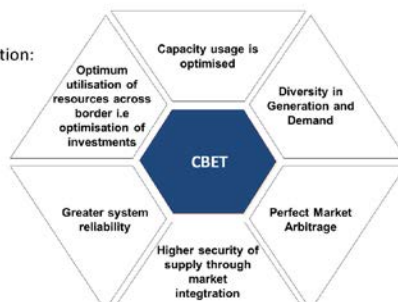 tion:
Capacity usage is
optimised
Optimum
utilisation of
resources across
border i.e
optimisation of
investments
Diversity in
Generation and
Demand
CBET
Greater system
reliability
Perfect Market
Arbitrage
Higher security of
supply through
market
integtration